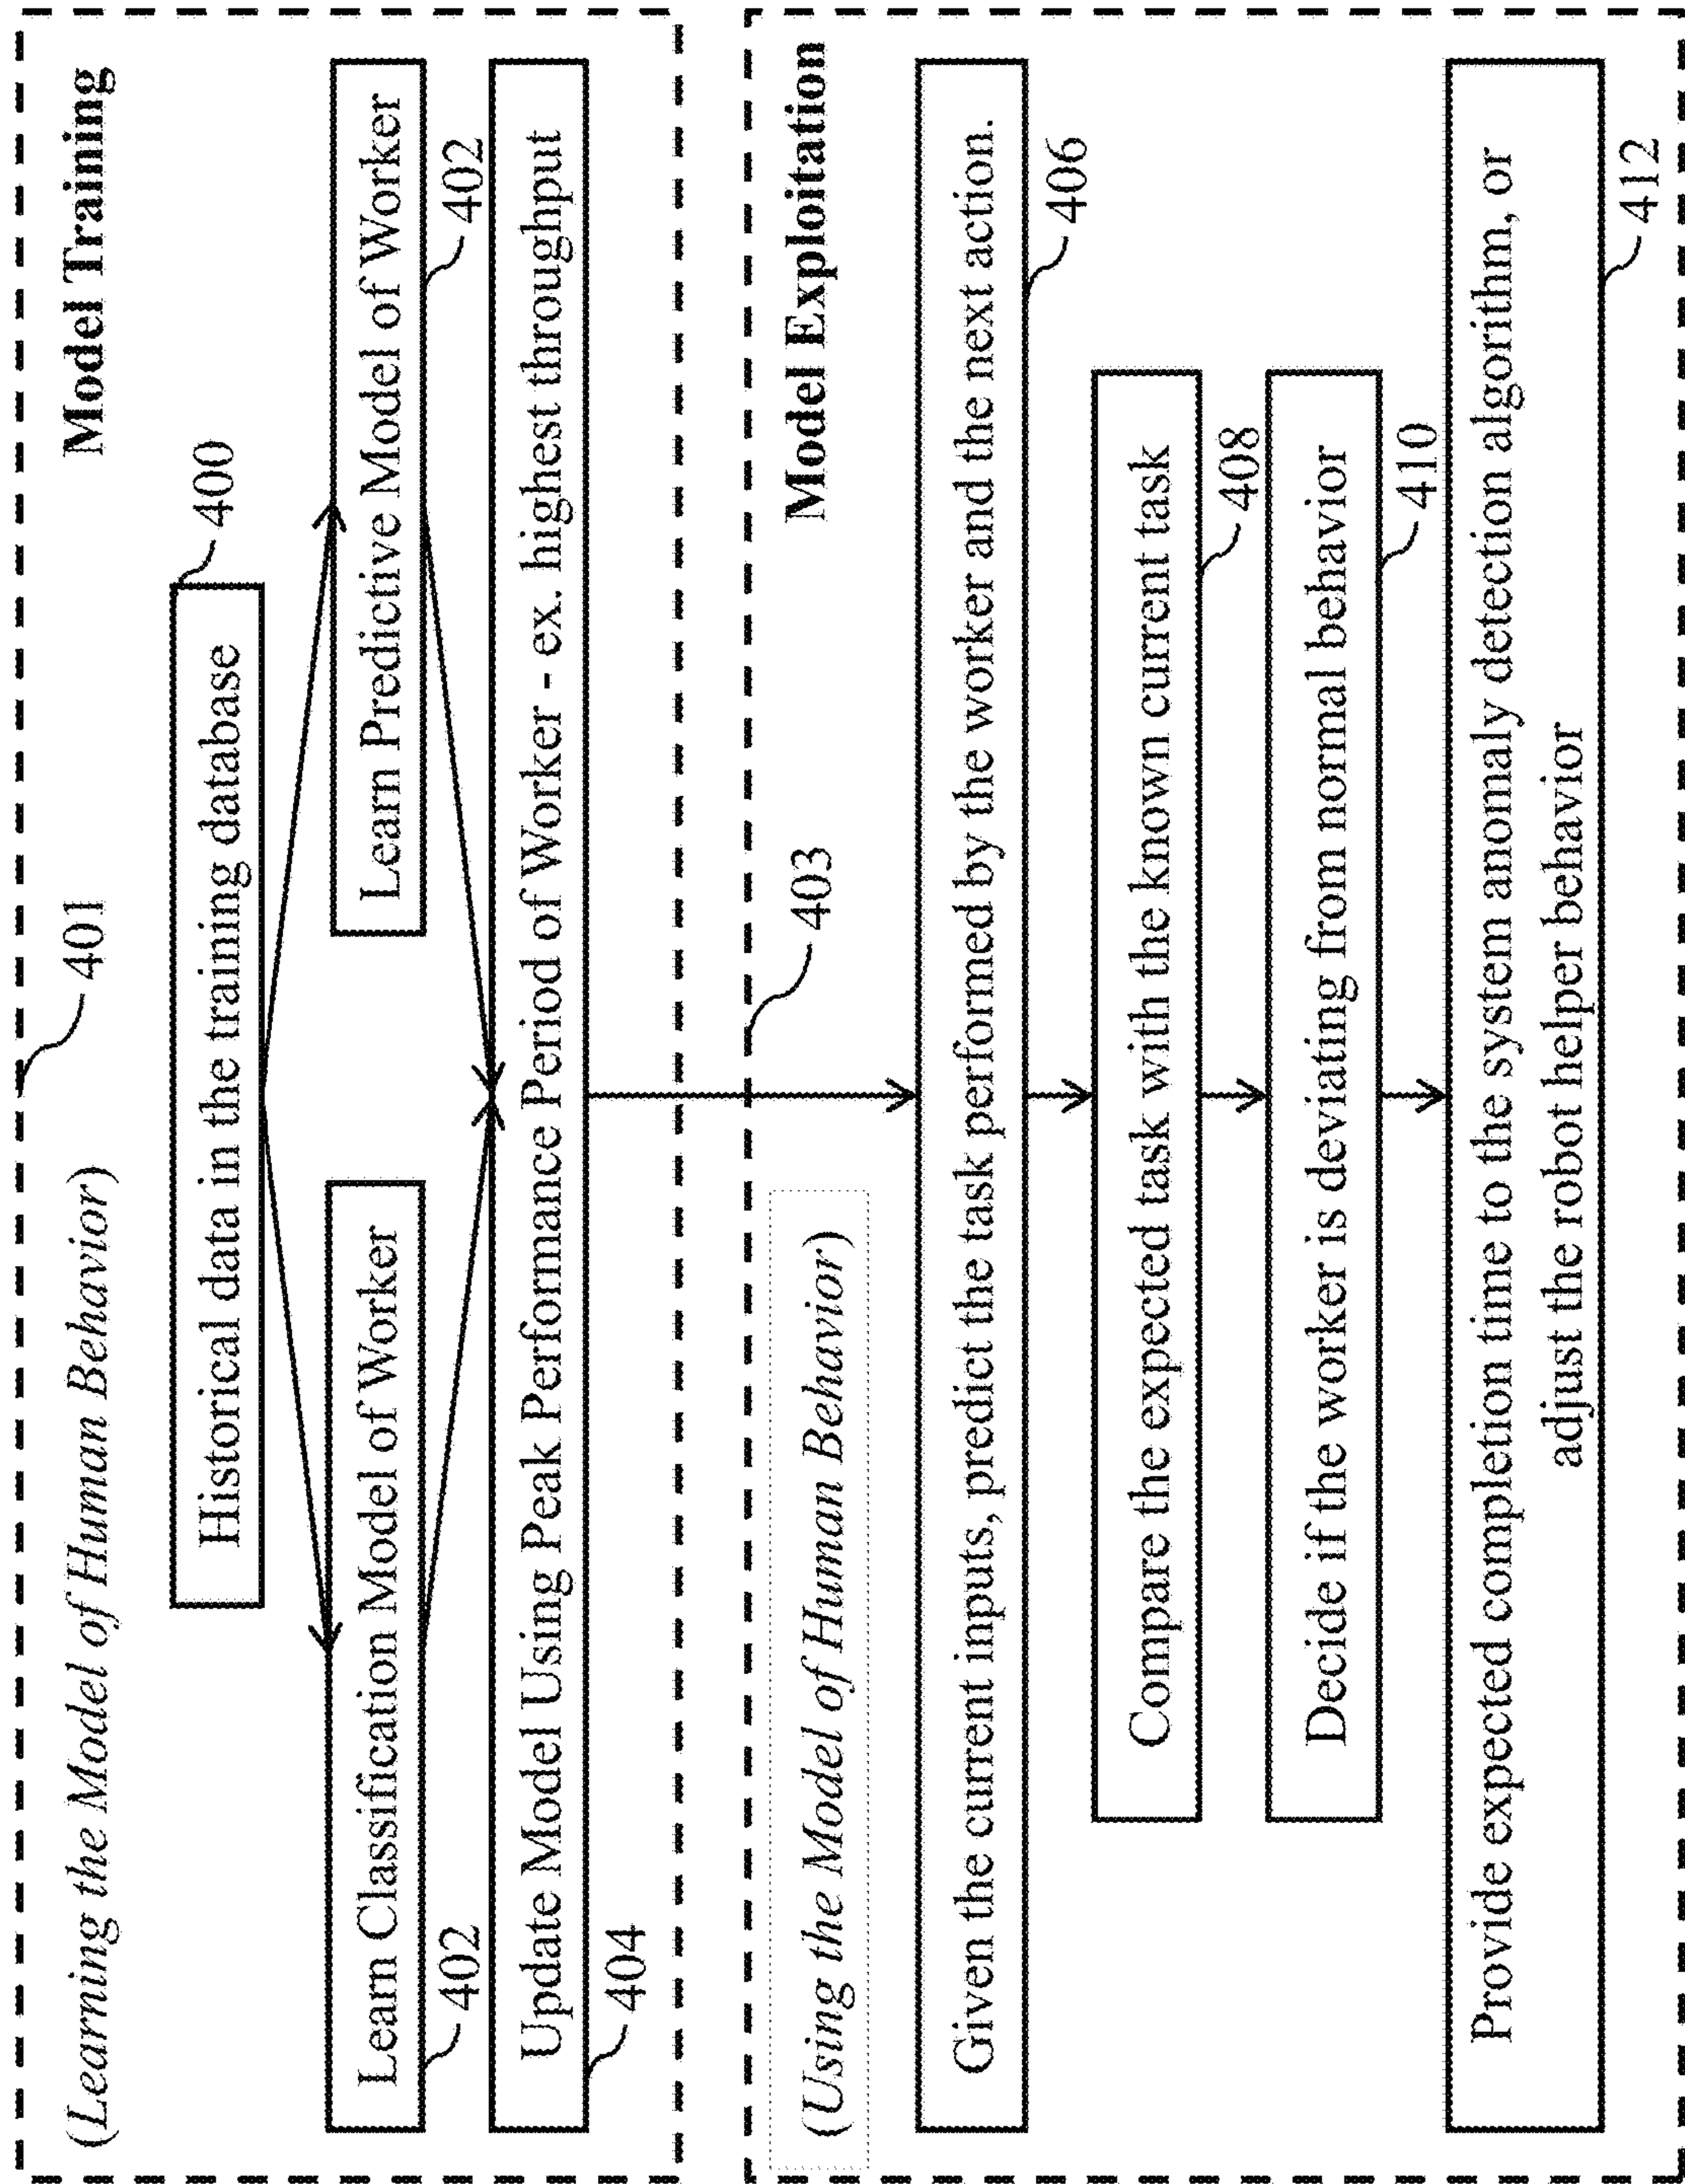 401
(Learning the Model of Human Behavior)
Model Training
400
Historical data in the training database
Learn Classification Model of Worker
Learn Predictive Model of Worker
402
402
Update Model Using Peak Performance Period of Worker - ex. highest throughput
404
403
(Using the Model of Human Behavior)
Model Exploitation
Given the current inputs, predict the task performed by the worker and the next action.
406
Compare the expected task with the known current task
408
Decide if the worker is deviating from normal behavior
410
Provide expected completion time to the system anomaly detection algorithm, or
adjust the robot helper behavior
412